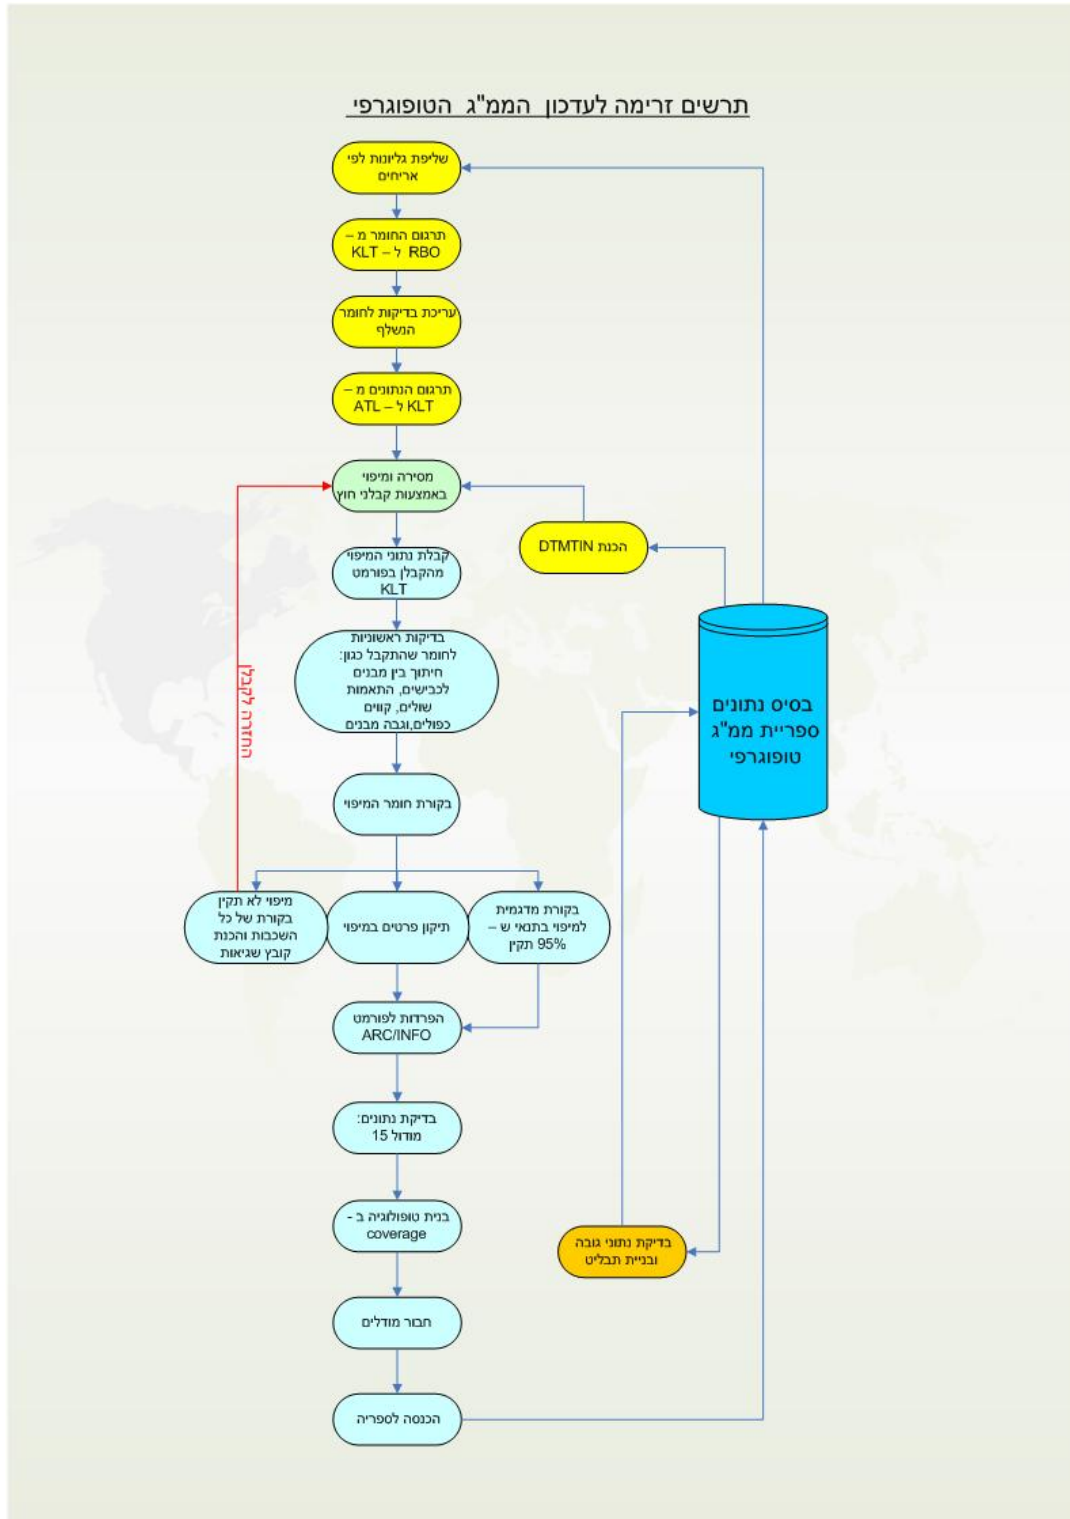 תרשים זרימה לעדכון הממ"ג הטופוגרפי
שליפת גליונות לפי
אריחים
תרגום החומר מ –
RBO ל – KLT
עריכת בדיקות לחומר
הנשלף
תרגום הנתונים מ –
KLT ל – ATL
מסירה ומיפוי
באמצעות קבלני חוץ
הכנת DTMTIN
קבלת נתוני המיפוי
מהקבלן בפורמט
KLT
בדיקות ראשוניות
לחומר שהתקבל כגון:
חיתוך בין מבנים
לכבישים, התאמות
שולים, קווים
כפולים,וגבה מבנים
החזרה לקבלן
בסיס נתונים
ספריית ממ"ג
טופוגרפי
בקורת חומר המיפוי
בקורת מדגמית
למיפוי בתנאי ש –
95% תקין
תיקון פרטים במיפוי
מיפוי לא תקין
בקורת של כל
השכבות והכנת
קובץ שגיאות
הפרדות לפורמט
ARC/INFO
בדיקת נתונים:
מודול 15
בנית טופולוגיה ב -
coverage
בדיקת נתוני גובה
ובניית תבליט
חבור מודלים
הכנסה לספריה